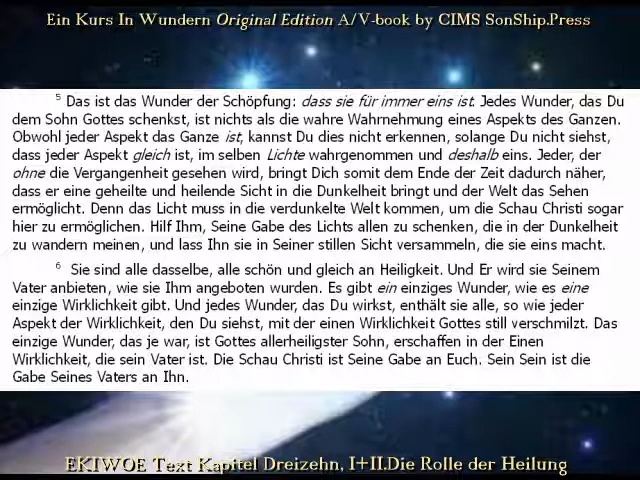 Ein Kurs In Wundern Original Edition A/V-book by CIMS SonShip.Press
5 Das ist das Wunder der Schöpfung: dass sie für immer eins ist. Jedes Wunder, das Du
dem Sohn Gottes schenkst, ist nichts als die wahre Wahrnehmung eines Aspekts des Ganzen.
Obwohl jeder Aspekt das Ganze ist, kannst Du dies nicht erkennen, solange Du nicht siehst,
dass jeder Aspekt gleich ist, im selben Lichte wahrgenommen und deshalb eins. Jeder, der
ohne die Vergangenheit gesehen wird, bringt Dich somit dem Ende der Zeit dadurch näher,
dass er eine geheilte und heilende Sicht in die Dunkelheit bringt und der Welt das Sehen
ermöglicht. Denn das Licht muss in die verdunkelte Welt kommen, um die Schau Christi sogar
hier zu ermöglichen. Hilf Ihm, Seine Gabe des Lichts allen zu schenken, die in der Dunkelheit
zu wandern meinen, und lass Ihn sie in Seiner stillen Sicht versammeln, die sie eins macht.
6 Sie sind alle dasselbe, alle schön und gleich an Heiligkeit. Und Er wird sie Seinem
Vater anbieten, wie sie Ihm angeboten wurden. Es gibt ein einziges Wunder, wie es eine
einzige Wirklichkeit gibt. Und jedes Wunder, das Du wirkst, enthält sie alle, so wie jeder
Aspekt der Wirklichkeit, den Du siehst, mit der einen Wirklichkeit Gottes still verschmilzt. Das
einzige Wunder, das je war, ist Gottes allerheiligster Sohn, erschaffen in der Einen
Wirklichkeit, die sein Vater ist. Die Schau Christi ist Seine Gabe an Euch. Sein Sein ist die
Gabe Seines Vaters an Ihn.
EKIWOE Text Kapitel Dreizehn, I+II.Die Rolle der Heilung